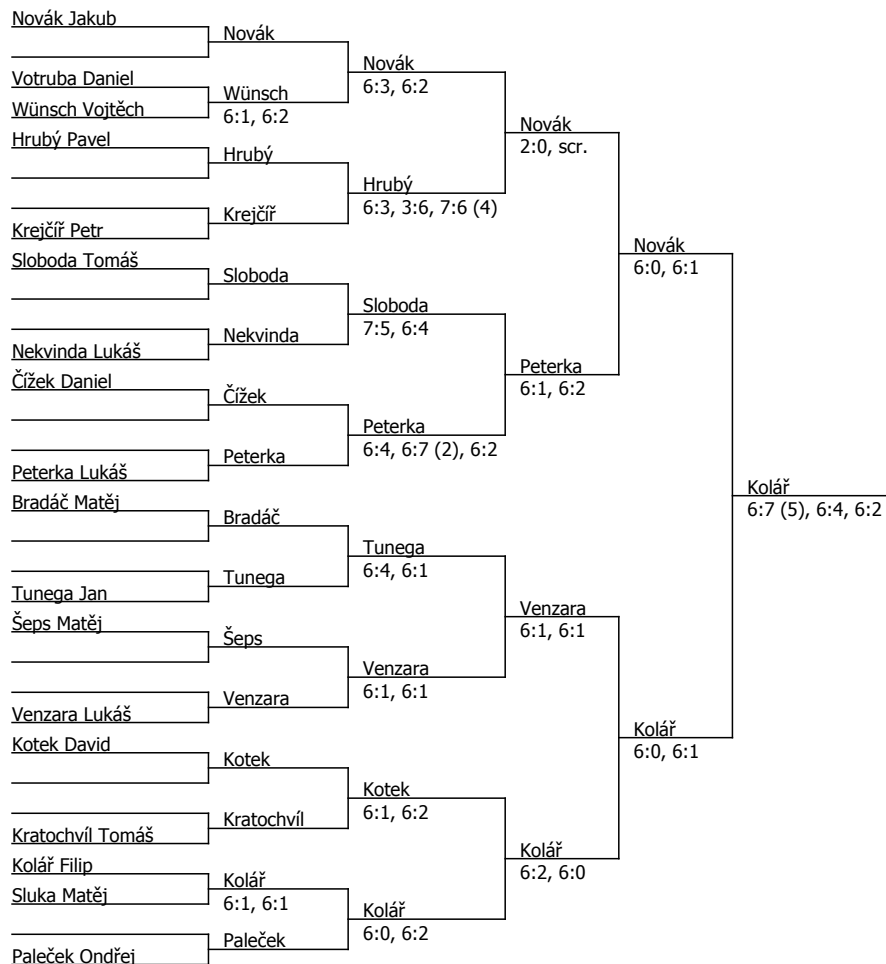 Novák Jakub
Votruba Daniel
Wünsch Vojtěch
Hrubý Pavel
Krejčíř Petr
Sloboda Tomáš
Nekvinda Lukáš
Čížek Daniel
Peterka Lukáš
Bradáč Matěj
Tunega Jan
Šeps Matěj
Venzara Lukáš
Kotek David
Kratochvíl Tomáš
Kolář Filip
Sluka Matěj
Paleček Ondřej
Novák
Wünsch
6:1, 6:2
Hrubý
Krejčíř
Sloboda
Nekvinda
Čížek
Peterka
Bradáč
Tunega
Šeps
Venzara
Kotek
Kratochvíl
Kolář
6:1, 6:1
Paleček
Novák
6:3, 6:2
Hrubý
6:3, 3:6, 7:6 (4)
Sloboda
7:5, 6:4
Peterka
6:4, 6:7 (2), 6:2
Tunega
6:4, 6:1
Venzara
6:1, 6:1
Kotek
6:1, 6:2
Kolář
6:0, 6:2
Novák
2:0, scr.
Peterka
6:1, 6:2
Venzara
6:1, 6:1
Kolář
6:2, 6:0
Novák
6:0, 6:1
Kolář
6:0, 6:1
Kolář
6:7 (5), 6:4, 6:2